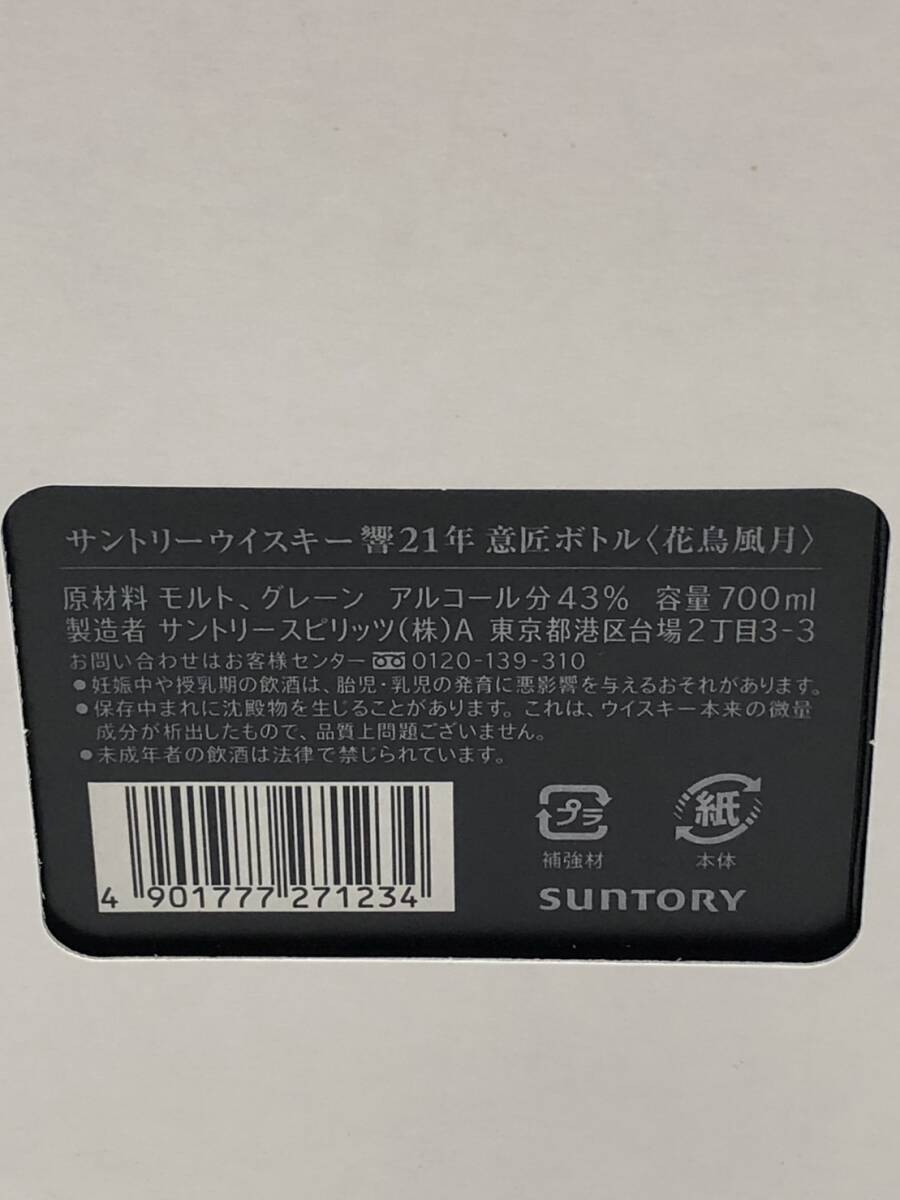 サントリーウイスキー 響21年 意匠ボトル〈花鳥風月〉
原材料 モルト、グレーン アルコール分43% 容量700ml
製造者 サントリースピリッツ(株)A 東京都港区台場2丁目3-3
お問い合わせはお客様センター 0120-139-310
●妊娠中や授乳期の飲酒は、胎児・乳児の発育に悪影響を与えるおそれがあります。
●保存中まれに沈殿物を生じることがあります。これは、ウイスキー本来の微量
成分が析出したもので、品質上問題ございません。
●未成年者の飲酒は法律で禁じられています。
4 901777 271234
プラ
補強材
紙
本体
SUNTORY